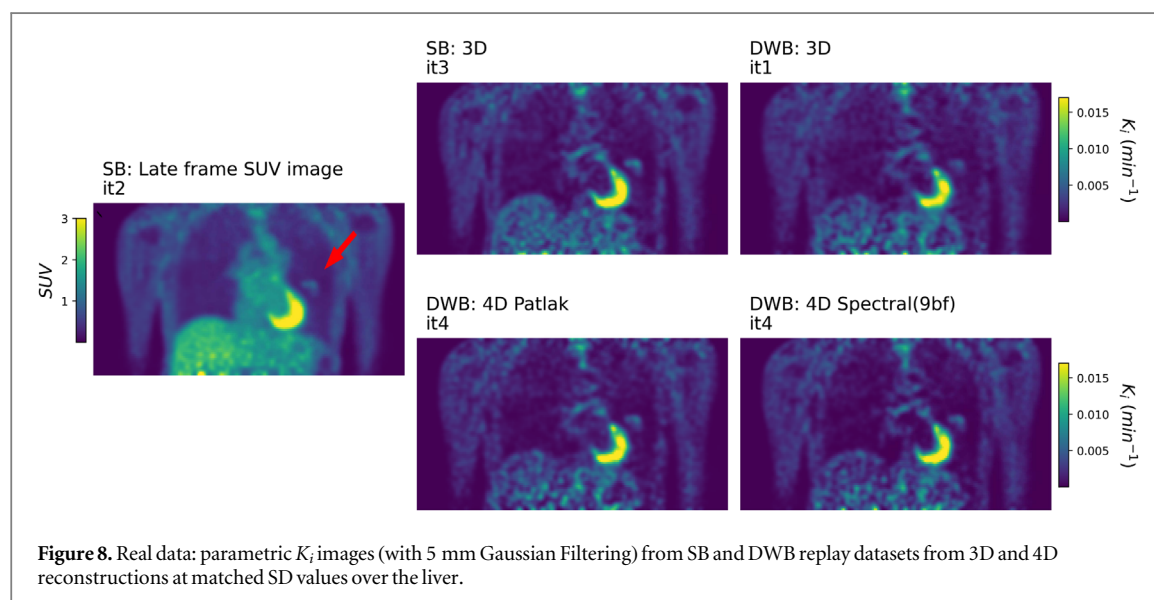 SB: 3D
it3
DWB: 3D
it1
0.015
0.010
0.005
K_i (min⁻¹)
SB: Late frame SUV image
it2
3
2
1
SUV
DWB: 4D Patlak
it4
DWB: 4D Spectral(9bf)
it4
0.015
0.010
0.005
K_i (min⁻¹)
Figure 8. Real data: parametric K_i images (with 5 mm Gaussian Filtering) from SB and DWB replay datasets from 3D and 4D
reconstructions at matched SD values over the liver.